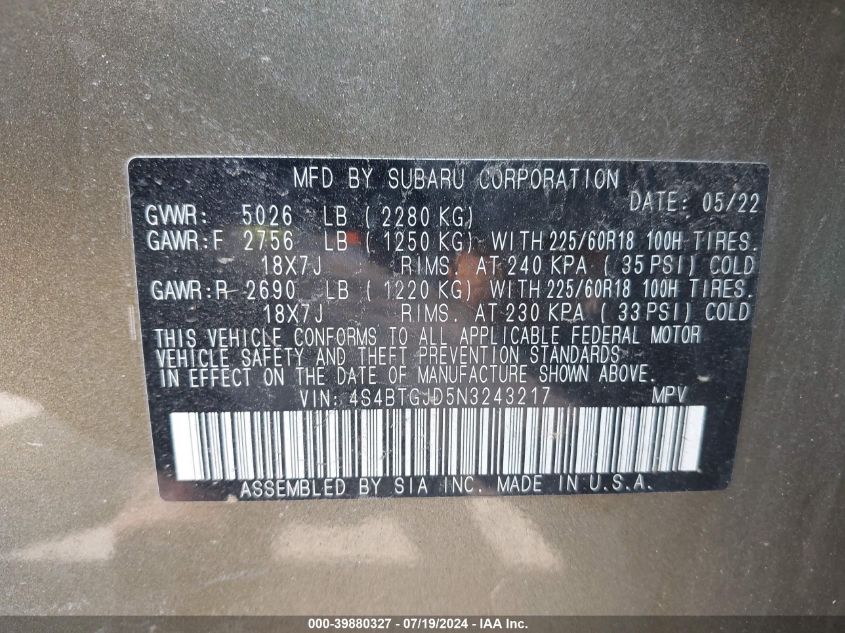 MFD BY SUBARU CORPORATION
DATE: 05/22
GVWR: 5026 LB ( 2280 KG)
GAWR:F 2756 LB ( 1250 KG) WITH 225/60R18 100H TIRES.
18X7J RIMS. AT 240 KPA ( 35 PSI) COLD
GAWR:R 2690 LB ( 1220 KG) WITH 225/60R18 100H TIRES.
18X7J RIMS. AT 230 KPA ( 33 PSI) COLD
THIS VEHICLE CONFORMS TO ALL APPLICABLE FEDERAL MOTOR
VEHICLE SAFETY AND THEFT PREVENTION STANDARDS
IN EFFECT ON THE DATE OF MANUFACTURE SHOWN ABOVE.
VIN: 4S4BTGJD5N3243217 MPV
ASSEMBLED BY SIA INC. MADE IN U.S.A.
000-39880327 - 07/19/2024 - IAAI.com